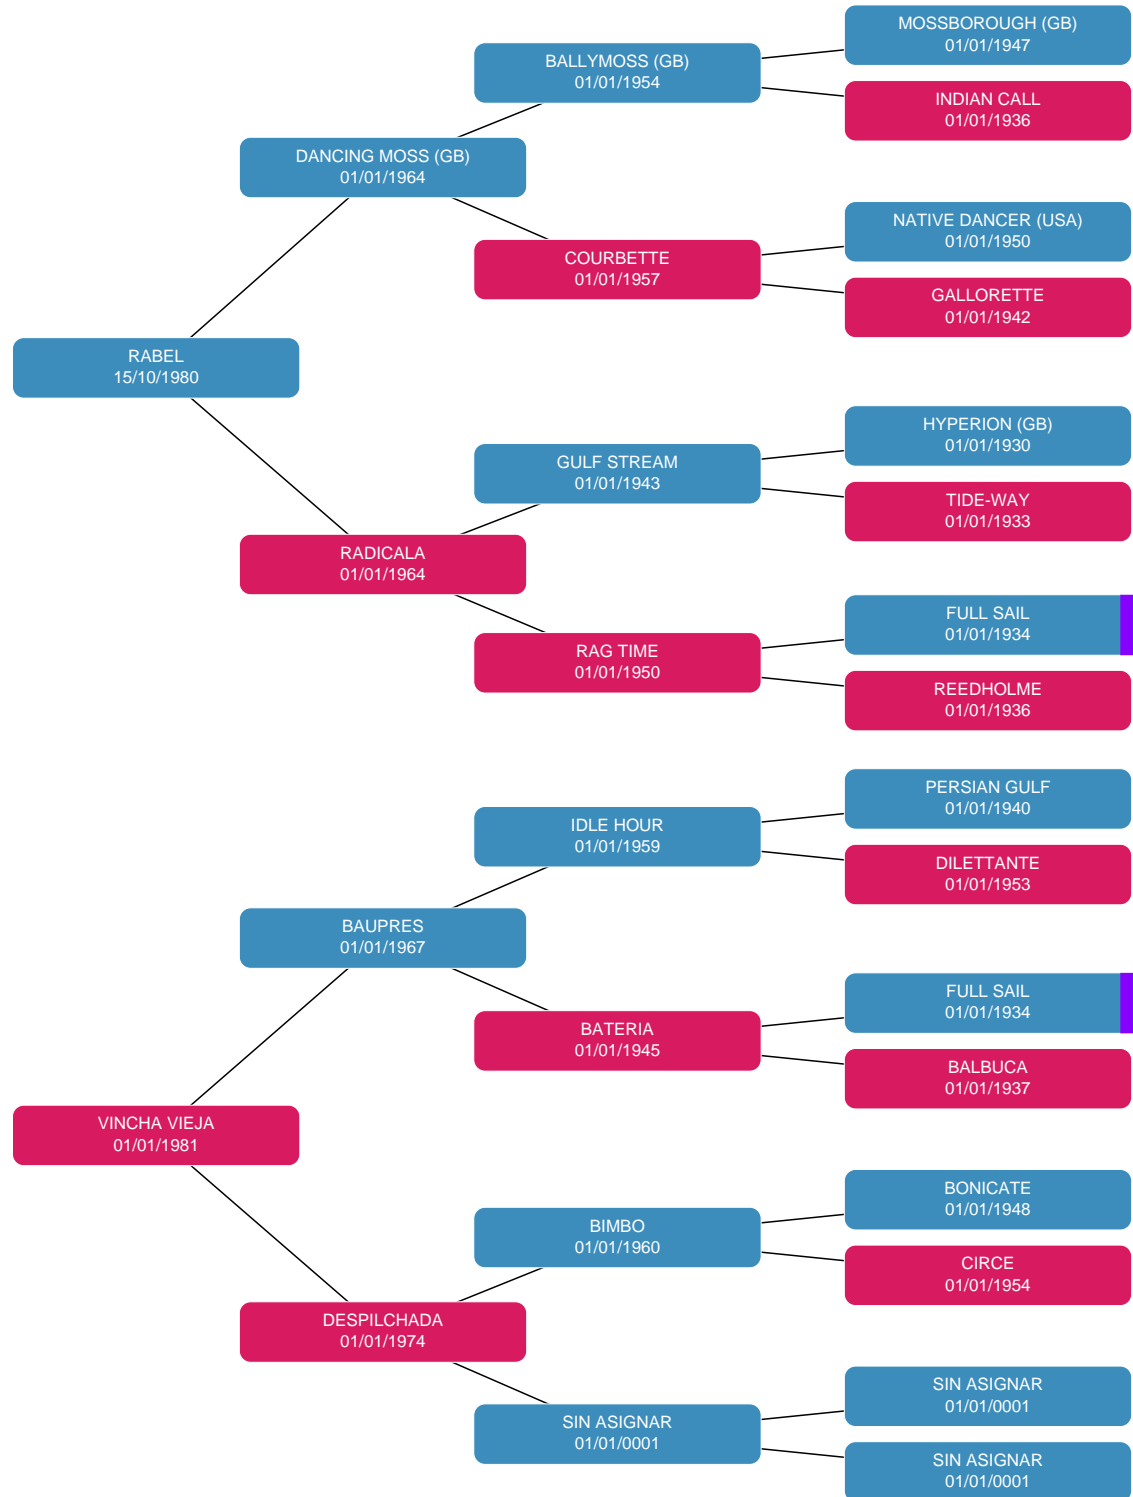 MOSSBOROUGH (GB)
01/01/1947
BALLYMOSS (GB)
01/01/1954
INDIAN CALL
01/01/1936
DANCING MOSS (GB)
01/01/1964
NATIVE DANCER (USA)
01/01/1950
COURBETTE
01/01/1957
GALLORETTE
01/01/1942
RABEL
15/10/1980
HYPERION (GB)
01/01/1930
GULF STREAM
01/01/1943
TIDE-WAY
01/01/1933
RADICALA
01/01/1964
FULL SAIL
01/01/1934
RAG TIME
01/01/1950
REEDHOLME
01/01/1936
PERSIAN GULF
01/01/1940
IDLE HOUR
01/01/1959
DILETTANTE
01/01/1953
BAUPRES
01/01/1967
FULL SAIL
01/01/1934
BATERIA
01/01/1945
BALBUCA
01/01/1937
VINCHA VIEJA
01/01/1981
BONICATE
01/01/1948
BIMBO
01/01/1960
CIRCE
01/01/1954
DESPILCHADA
01/01/1974
SIN ASIGNAR
01/01/0001
SIN ASIGNAR
01/01/0001
SIN ASIGNAR
01/01/0001